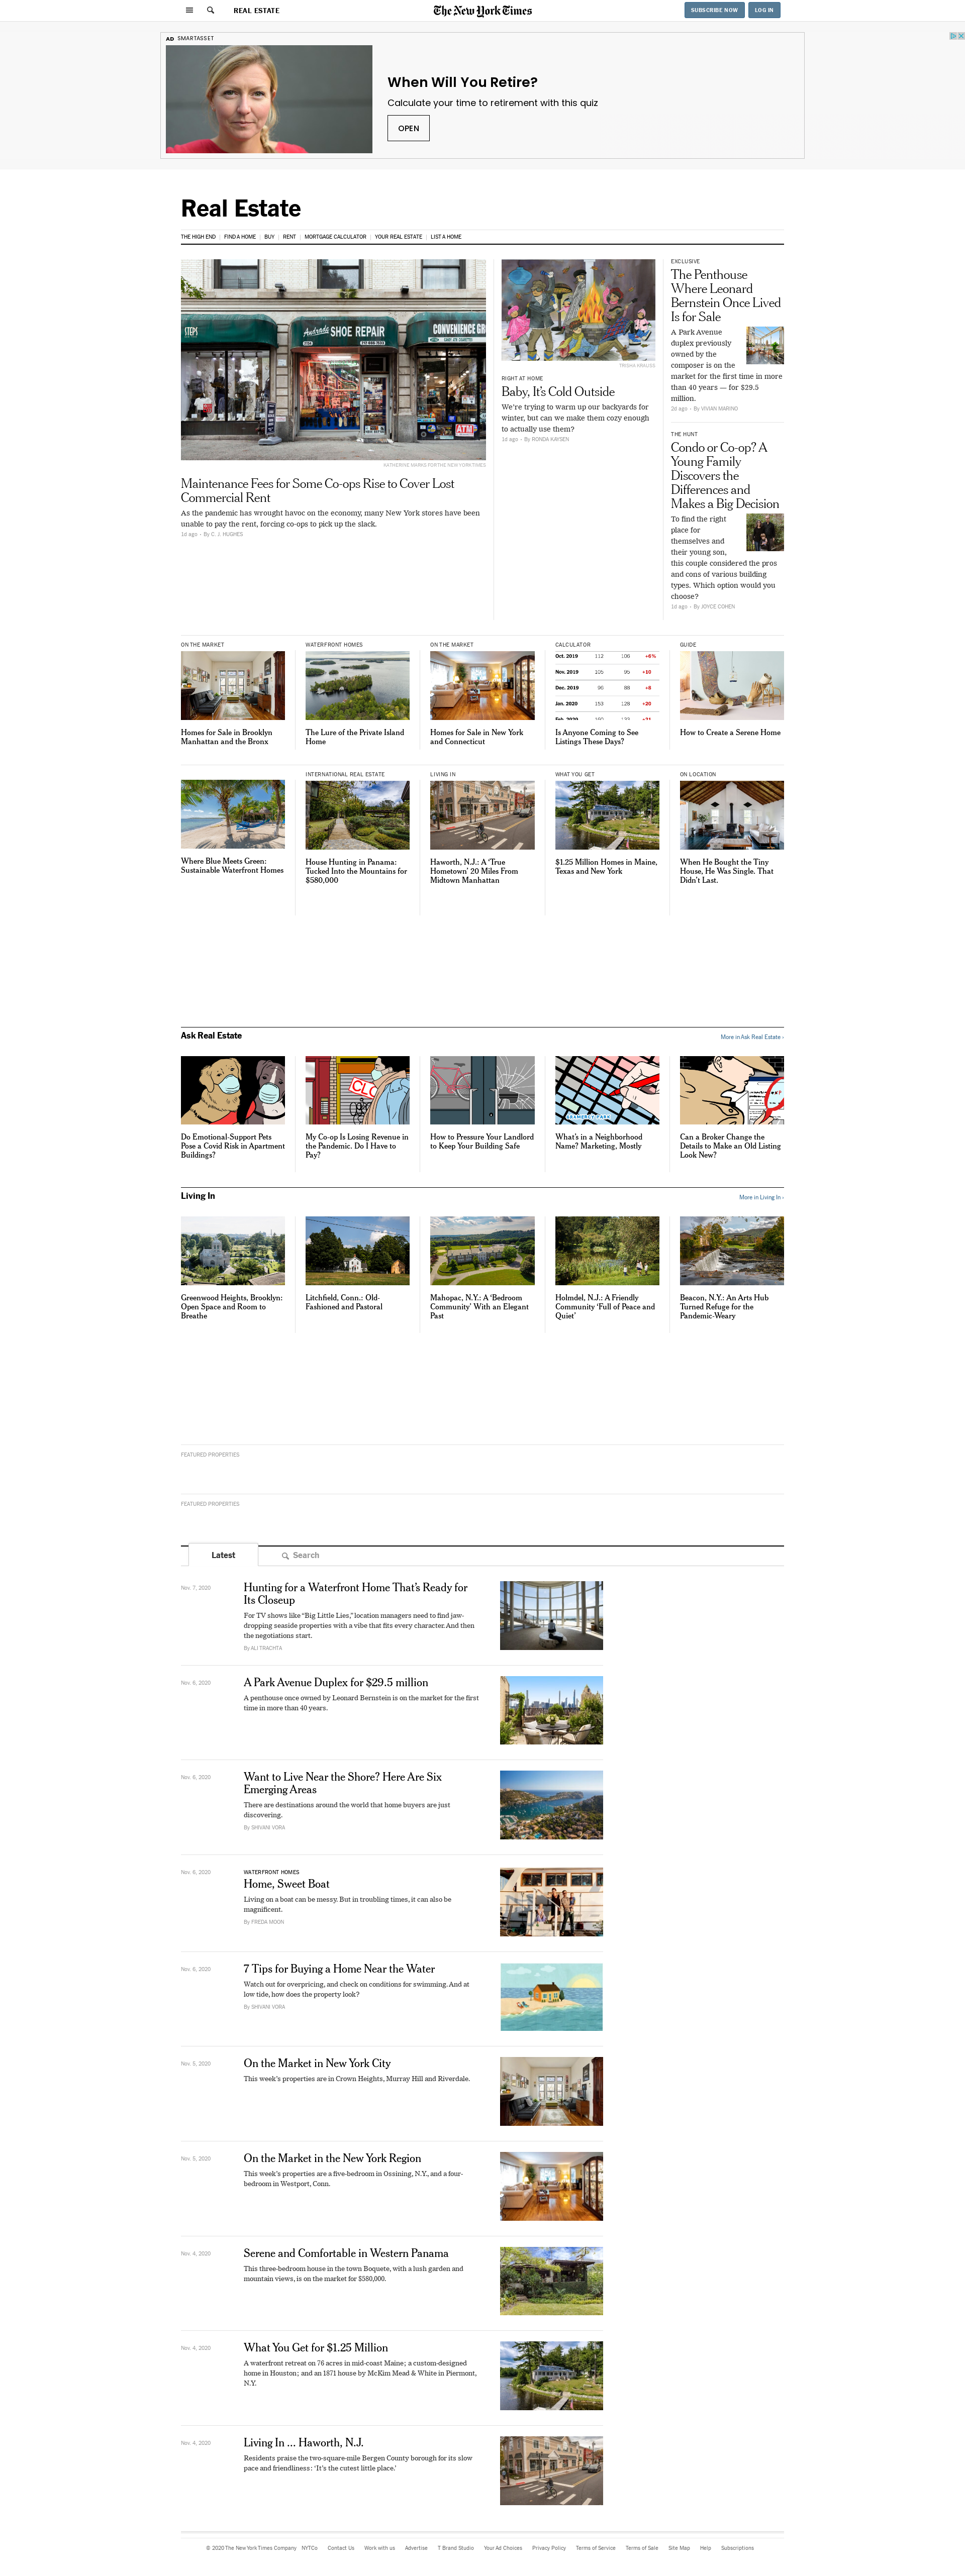 REAL ESTATE
The New York Times
SUBSCRIBE NOW
LOG IN
AD SMARTASSET
When Will You Retire?
Calculate your time to retirement with this quiz
OPEN
Real Estate
THE HIGH END | FIND A HOME | BUY | RENT | MORTGAGE CALCULATOR | YOUR REAL ESTATE | LIST A HOME
STEPS
Andrade SHOE REPAIR
CONVENIENCE
ATM
KATHERINE MARKS FOR THE NEW YORK TIMES
Maintenance Fees for Some Co-ops Rise to Cover Lost
Commercial Rent
As the pandemic has wrought havoc on the economy, many New York stores have been
unable to pay the rent, forcing co-ops to pick up the slack.
1d ago · By C. J. HUGHES
TRISHA KRAUSS
RIGHT AT HOME
Baby, It's Cold Outside
We're trying to warm up our backyards for
winter, but can we make them cozy enough
to actually use them?
1d ago · By RONDA KAYSEN
EXCLUSIVE
The Penthouse
Where Leonard
Bernstein Once Lived
Is for Sale
A Park Avenue
duplex previously
owned by the
composer is on the
market for the first time in more
than 40 years — for $29.5
million.
2d ago · By VIVIAN MARINO
THE HUNT
Condo or Co-op? A
Young Family
Discovers the
Differences and
Makes a Big Decision
To find the right
place for
themselves and
their young son,
this couple considered the pros
and cons of various building
types. Which option would you
choose?
1d ago · By JOYCE COHEN
ON THE MARKET
Homes for Sale in Brooklyn
Manhattan and the Bronx
WATERFRONT HOMES
The Lure of the Private Island
Home
ON THE MARKET
Homes for Sale in New York
and Connecticut
CALCULATOR
Oct. 2019 112 106 +6%
Nov. 2019 105 95 +10
Dec. 2019 96 88 +8
Jan. 2020 153 128 +20
Feb. 2020 160 133 +21
Is Anyone Coming to See
Listings These Days?
GUIDE
How to Create a Serene Home
Where Blue Meets Green:
Sustainable Waterfront Homes
INTERNATIONAL REAL ESTATE
House Hunting in Panama:
Tucked Into the Mountains for
$580,000
LIVING IN
Haworth, N.J.: A ‘True
Hometown’ 20 Miles From
Midtown Manhattan
WHAT YOU GET
$1.25 Million Homes in Maine,
Texas and New York
ON LOCATION
When He Bought the Tiny
House, He Was Single. That
Didn't Last.
Ask Real Estate
More in Ask Real Estate ›
Do Emotional-Support Pets
Pose a Covid Risk in Apartment
Buildings?
CLO
My Co-op Is Losing Revenue in
the Pandemic. Do I Have to
Pay?
How to Pressure Your Landlord
to Keep Your Building Safe
GRAMERCY PARK?
What's in a Neighborhood
Name? Marketing, Mostly
Can a Broker Change the
Details to Make an Old Listing
Look New?
Living In
More in Living In ›
Greenwood Heights, Brooklyn:
Open Space and Room to
Breathe
Litchfield, Conn.: Old-
Fashioned and Pastoral
Mahopac, N.Y.: A ‘Bedroom
Community’ With an Elegant
Past
Holmdel, N.J.: A Friendly
Community ‘Full of Peace and
Quiet’
Beacon, N.Y.: An Arts Hub
Turned Refuge for the
Pandemic-Weary
FEATURED PROPERTIES
FEATURED PROPERTIES
Latest
Search
Nov. 7, 2020
Hunting for a Waterfront Home That's Ready for
Its Closeup
For TV shows like “Big Little Lies,” location managers need to find jaw-
dropping seaside properties with a vibe that fits every character. And then
the negotiations start.
By ALI TRACHTA
Nov. 6, 2020
A Park Avenue Duplex for $29.5 million
A penthouse once owned by Leonard Bernstein is on the market for the first
time in more than 40 years.
Nov. 6, 2020
Want to Live Near the Shore? Here Are Six
Emerging Areas
There are destinations around the world that home buyers are just
discovering.
By SHIVANI VORA
Nov. 6, 2020
WATERFRONT HOMES
Home, Sweet Boat
Living on a boat can be messy. But in troubling times, it can also be
magnificent.
By FREDA MOON
Nov. 6, 2020
7 Tips for Buying a Home Near the Water
Watch out for overpricing, and check on conditions for swimming. And at
low tide, how does the property look?
By SHIVANI VORA
Nov. 5, 2020
On the Market in New York City
This week's properties are in Crown Heights, Murray Hill and Riverdale.
Nov. 5, 2020
On the Market in the New York Region
This week's properties are a five-bedroom in Ossining, N.Y., and a four-
bedroom in Westport, Conn.
Nov. 4, 2020
Serene and Comfortable in Western Panama
This three-bedroom house in the town Boquete, with a lush garden and
mountain views, is on the market for $580,000.
Nov. 4, 2020
What You Get for $1.25 Million
A waterfront retreat on 76 acres in mid-coast Maine; a custom-designed
home in Houston; and an 1871 house by McKim Mead & White in Piermont,
N.Y.
Nov. 4, 2020
Living In ... Haworth, N.J.
Residents praise the two-square-mile Bergen County borough for its slow
pace and friendliness: ‘It's the cutest little place.’
© 2020 The New York Times Company NYTCo Contact Us Work with us Advertise T Brand Studio Your Ad Choices Privacy Policy Terms of Service Terms of Sale Site Map Help Subscriptions